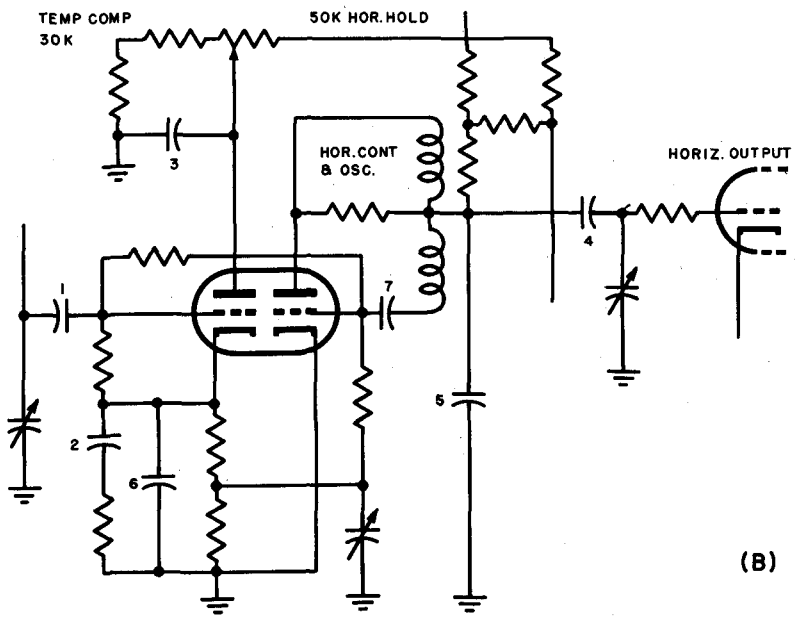 TEMP COMP
30K
50K HOR. HOLD
3
HOR. CONT
& OSC.
HORIZ. OUTPUT
4
1
7
5
2
6
(B)